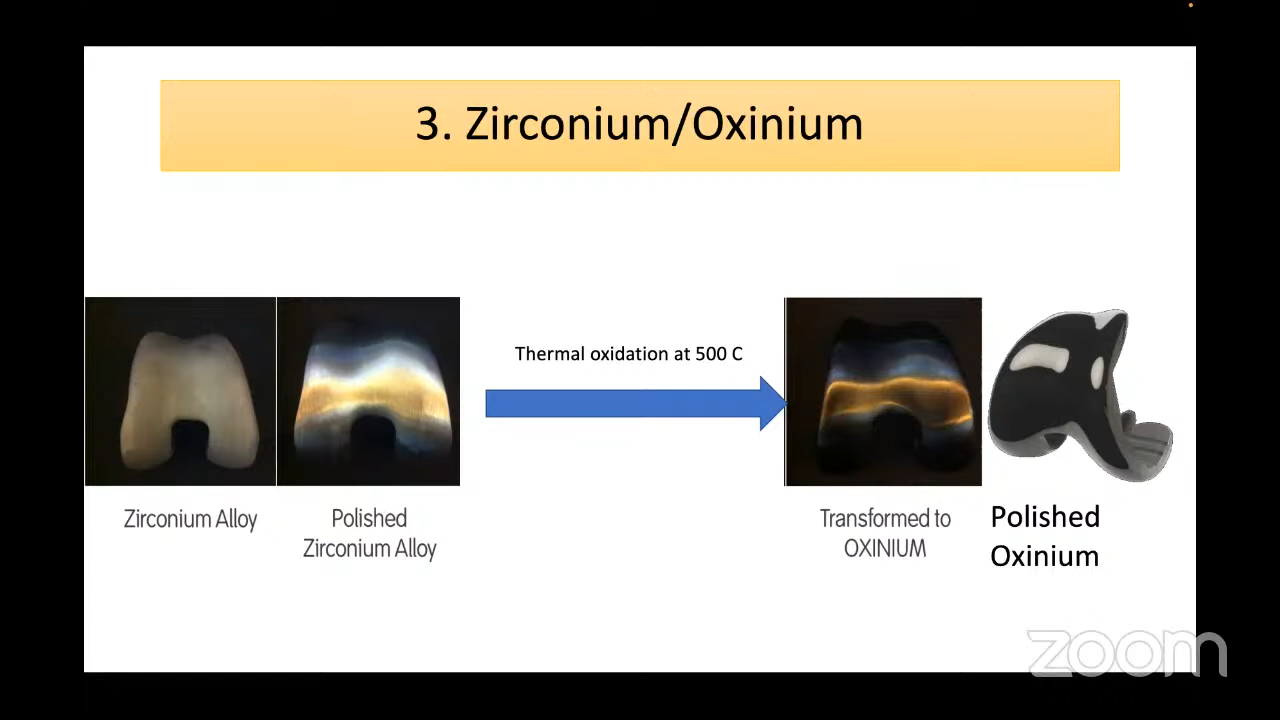 3. Zirconium/Oxinium
Thermal oxidation at 500 C
Zirconium Alloy
Polished
Zirconium Alloy
Transformed to
OXINIUM
Polished
Oxinium
zoom